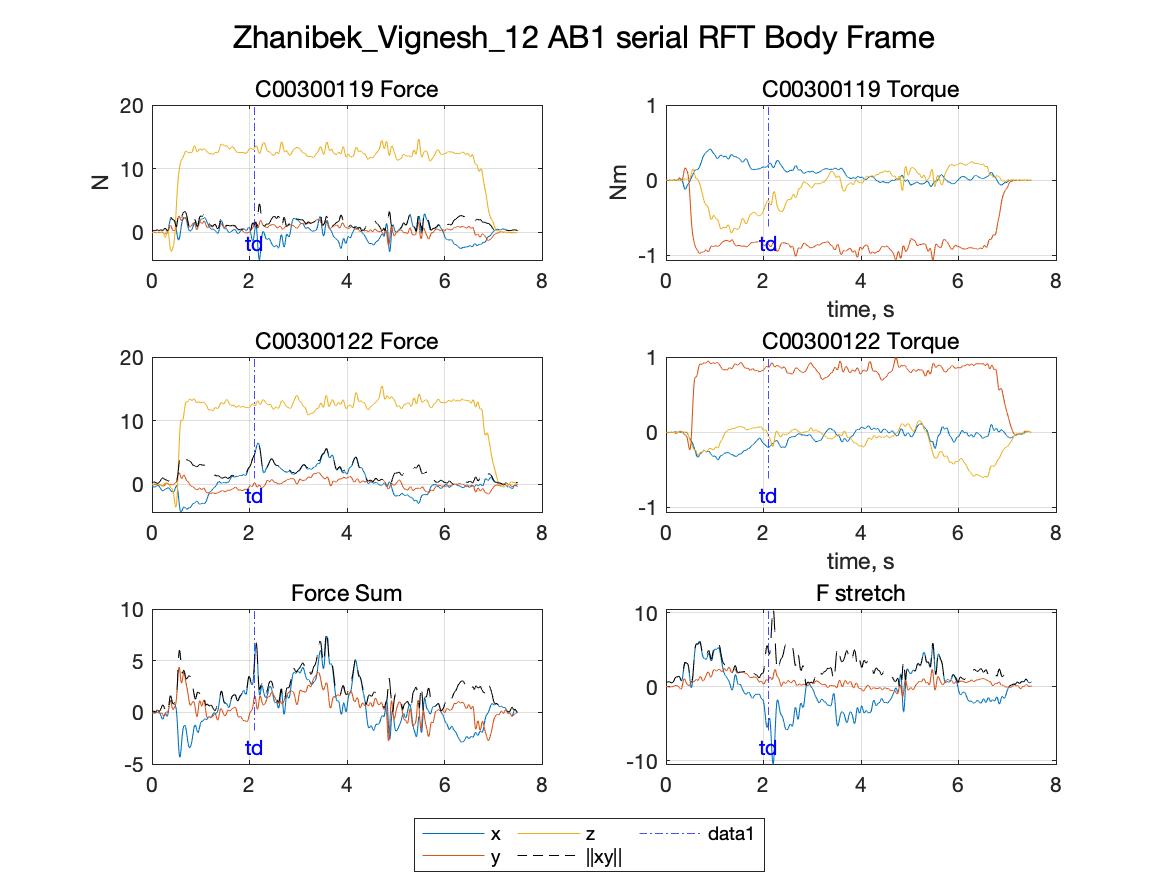 Zhanibek_Vignesh_12 AB1 serial RFT Body Frame
C00300119 Force
20
10
0
N
td
0 2 4 6 8
C00300119 Torque
1
0
-1
Nm
td
0 2 4 6 8
time, s
C00300122 Force
20
10
0
td
0 2 4 6 8
C00300122 Torque
1
0
-1
td
0 2 4 6 8
time, s
Force Sum
10
5
0
-5
td
0 2 4 6 8
F stretch
10
0
-10
td
0 2 4 6 8
x z data1
y ||xy||